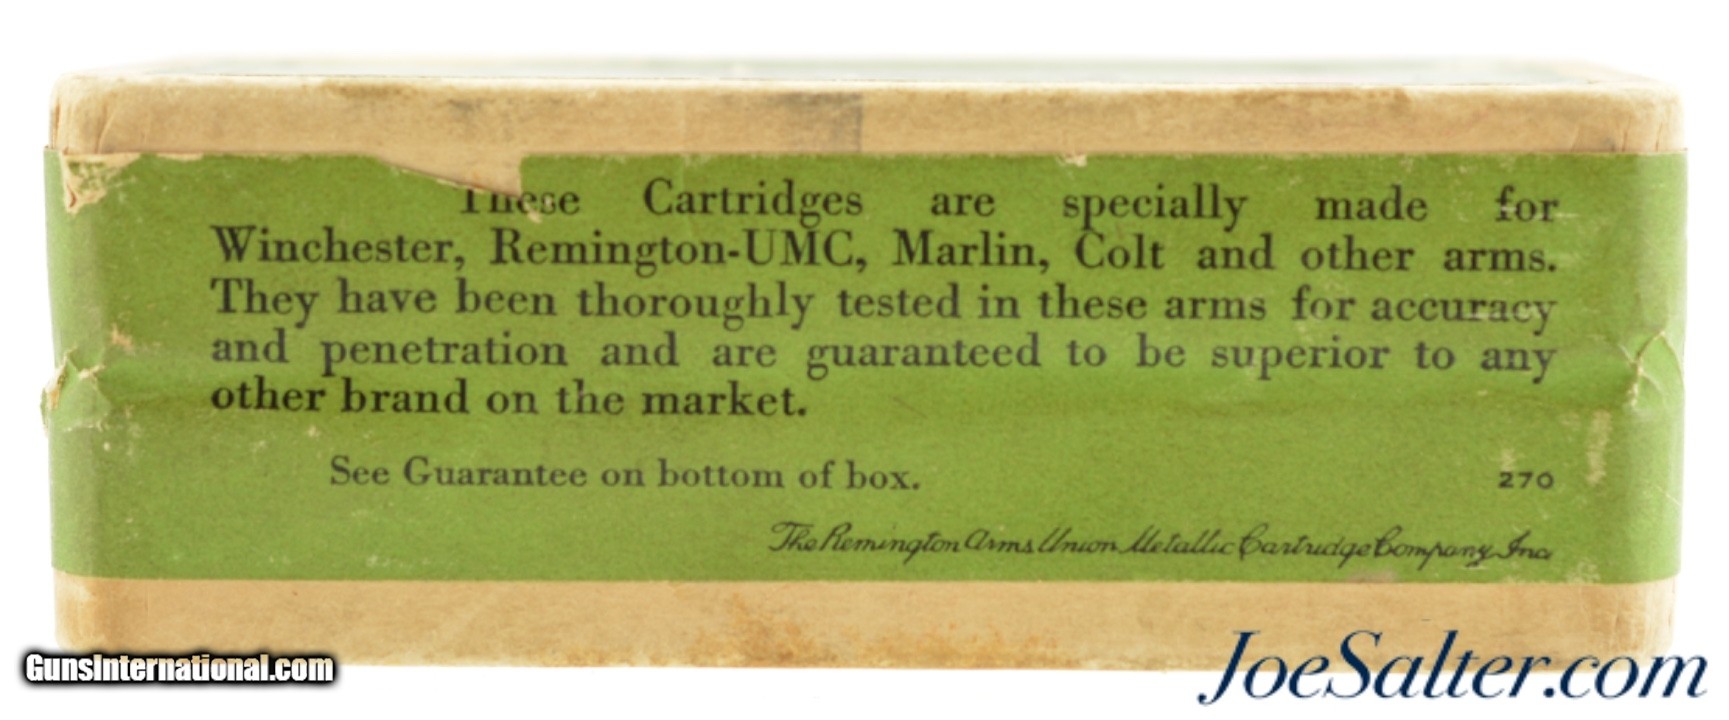 These Cartridges are specially made for
Winchester, Remington-UMC, Marlin, Colt and other arms.
They have been thoroughly tested in these arms for accuracy
and penetration and are guaranteed to be superior to any
other brand on the market.
See Guarantee on bottom of box. 270
The Remington Arms Union Metallic Cartridge Company, Inc.
GunsInternational.com
JoeSalter.com